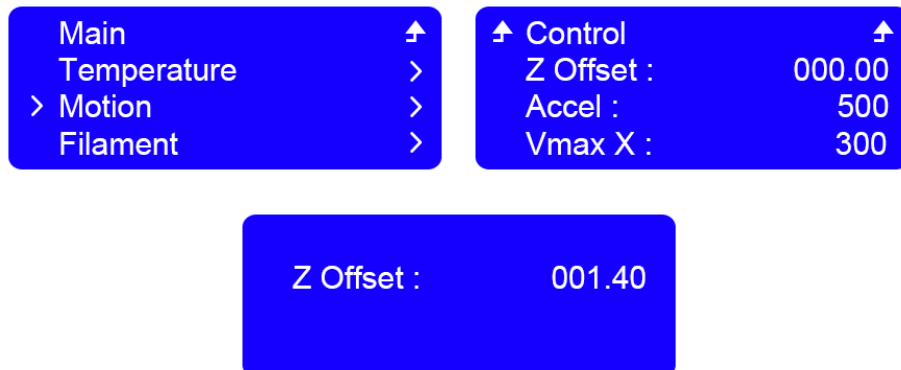 Main
Temperature >
> Motion >
Filament >
Control
Z Offset : 000.00
Accel : 500
Vmax X : 300
Z Offset : 001.40